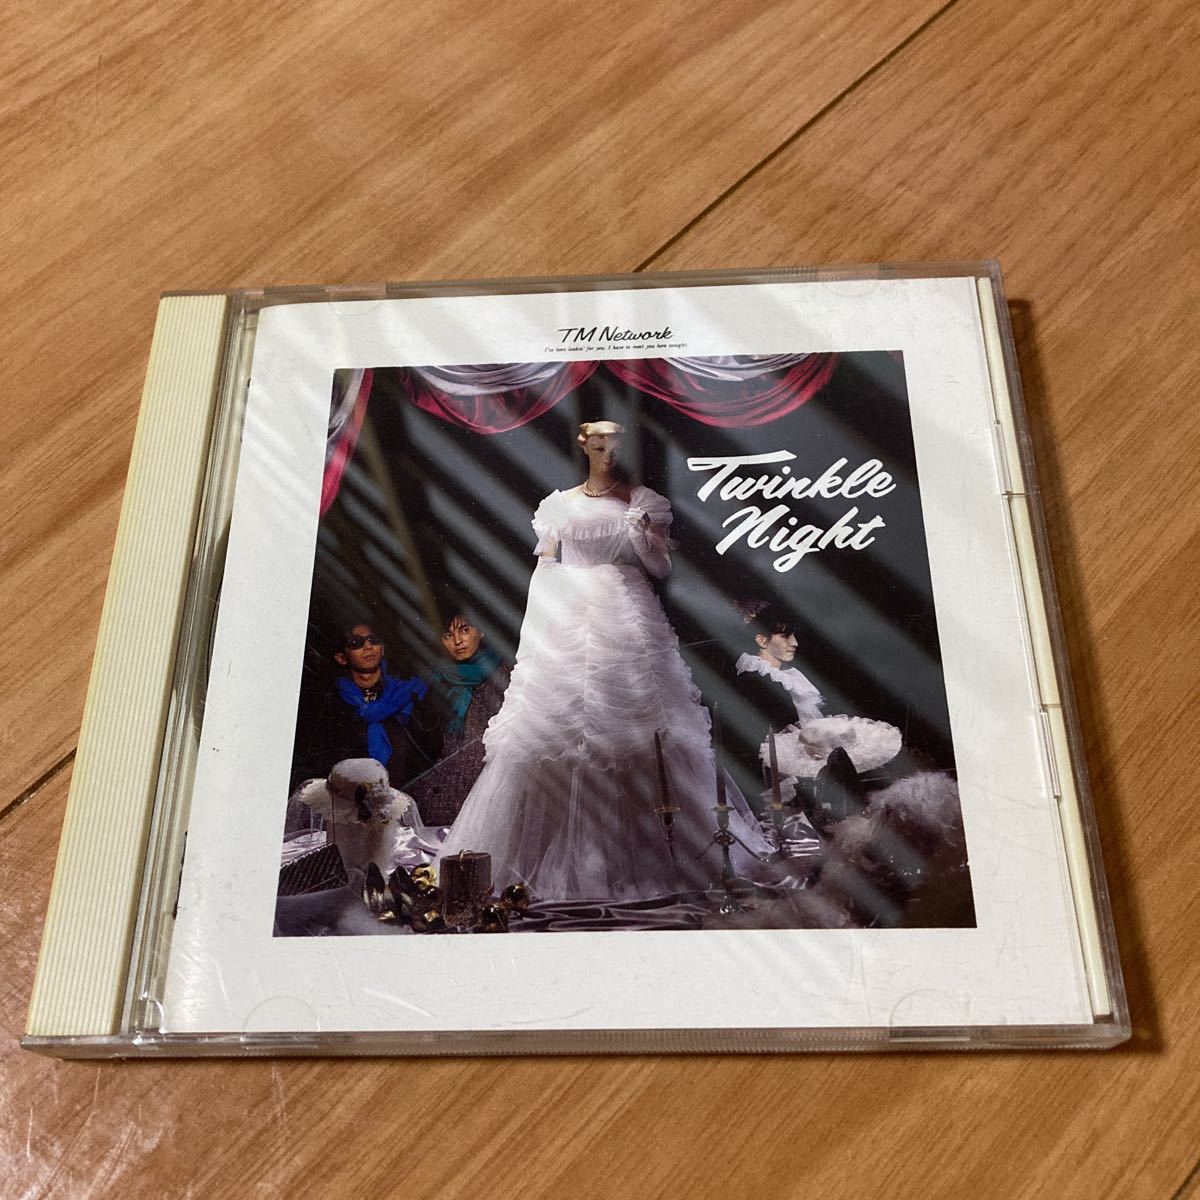 TM Network
I've been lookin' for you. I have to meet you here tonight.
Twinkle
Night